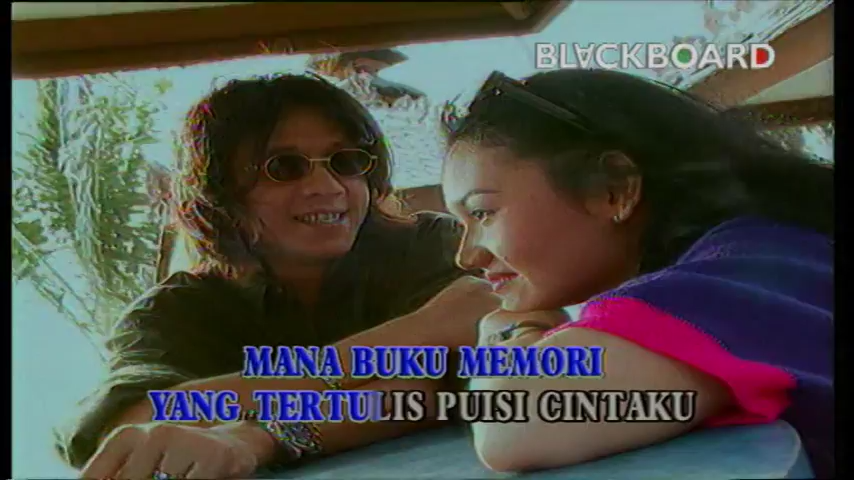 BLACKBOARD
MANA BUKU MEMORI
YANG TERTULIS PUISI CINTAKU